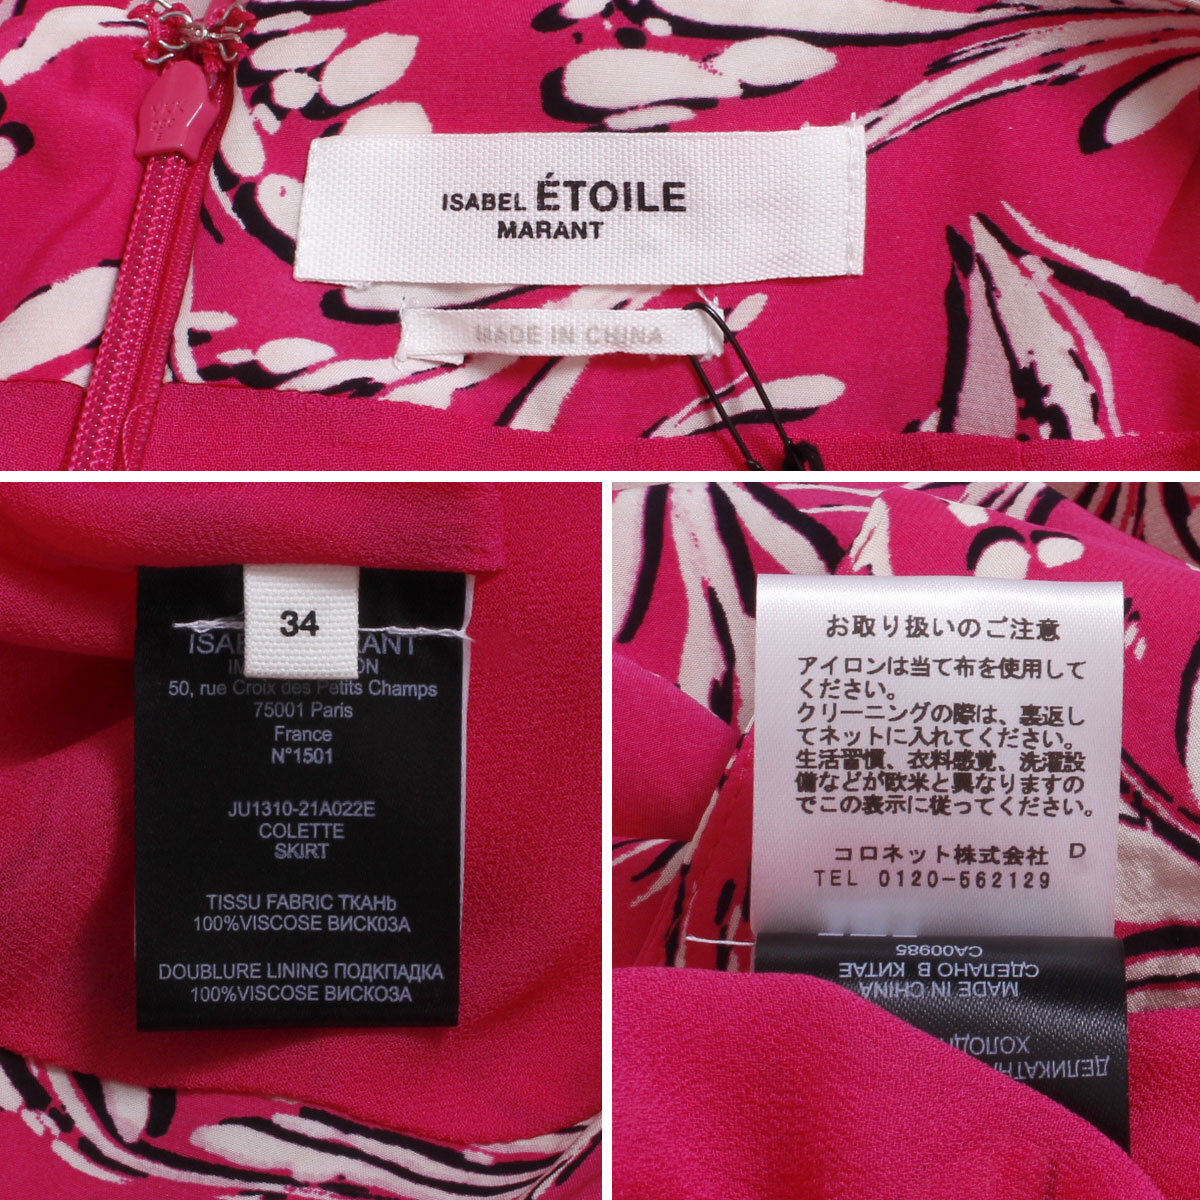 ISABEL ÉTOILE
MARANT
MADE IN CHINA
34
50, rue Croix des Petits Champs
75001 Paris
France
N°1501
JU1310-21A022E
COLETTE
SKIRT
TISSU FABRIC ТКАНЬ
100%VISCOSE ВИСКОЗА
DOUBLURE LINING ПОДКПАДКА
100%VISCOSE ВИСКОЗА
お取り扱いのご注意
アイロンは当て布を使用して
ください。
クリーニングの際は、裏返し
てネットに入れてください。
生活習慣、衣料感覚、洗濯設
備などが欧米と異なりますの
でこの表示に従ってください。
コロネット株式会社 D
TEL 0120-562129
CA00985
СДЕЛАНО В КИТАЕ
MADE IN CHINA